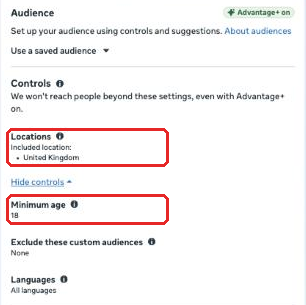 Audience
Advantage+ on
Set up your audience using controls and suggestions. About audiences
Use a saved audience
Controls
We won't reach people beyond these settings, even with Advantage+
on.
Locations
Included location:
• United Kingdom
Hide controls
Minimum age
18
Exclude these custom audiences
None
Languages
All languages